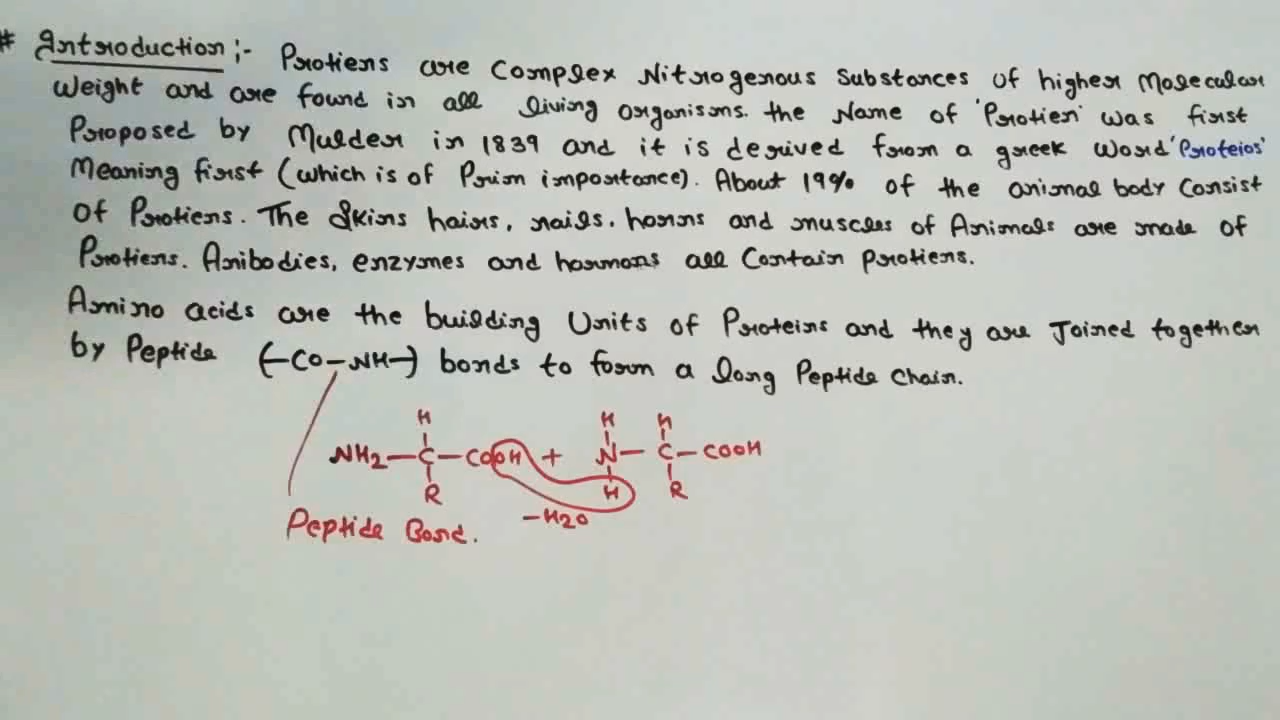 # Introduction :- Protiens are Complex Nitrogenous Substances of higher Molecular
Weight and are found in all living organisms. the Name of 'Protien' was first
Proposed by Mulder in 1839 and it is derived from a greek word 'Proteios'
Meaning first (which is of Prim importance). About 19% of the animal body Consist
of Protiens. The Skins hairs, nails, horns and muscles of Animals are made of
Protiens. Anibodies, enzymes and harmons all Contain protiens.
Amino acids are the building Units of Proteins and they are Joined together
by Peptide (-CO-NH-) bonds to form a long Peptide Chain.
H H H
NH2-C-COOH + N-C-COOH
R H R
-H2O
Peptide Bond.